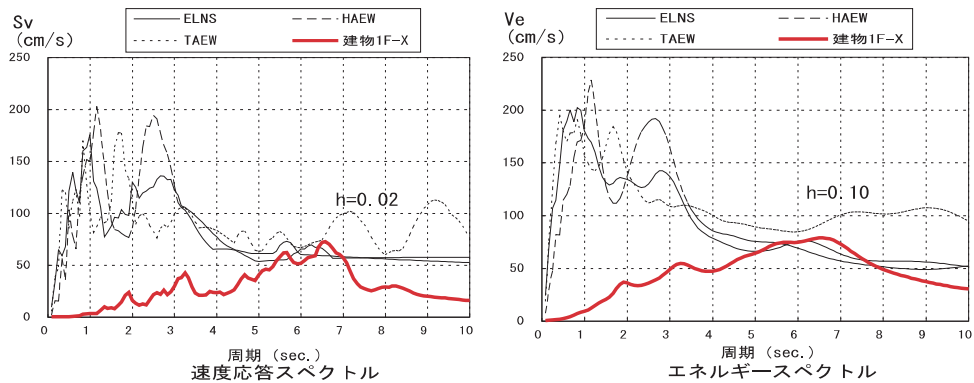 Sv
(cm/s)
ELNS
HAEW
TAEW
建物1F-X
250
200
150
100
50
0
h=0.02
0 1 2 3 4 5 6 7 8 9 10
周期 (sec.)
速度応答スペクトル
Ve
(cm/s)
ELNS
HAEW
TAEW
建物1F-X
250
200
150
100
50
0
h=0.10
0 1 2 3 4 5 6 7 8 9 10
周期 (sec.)
エネルギースペクトル